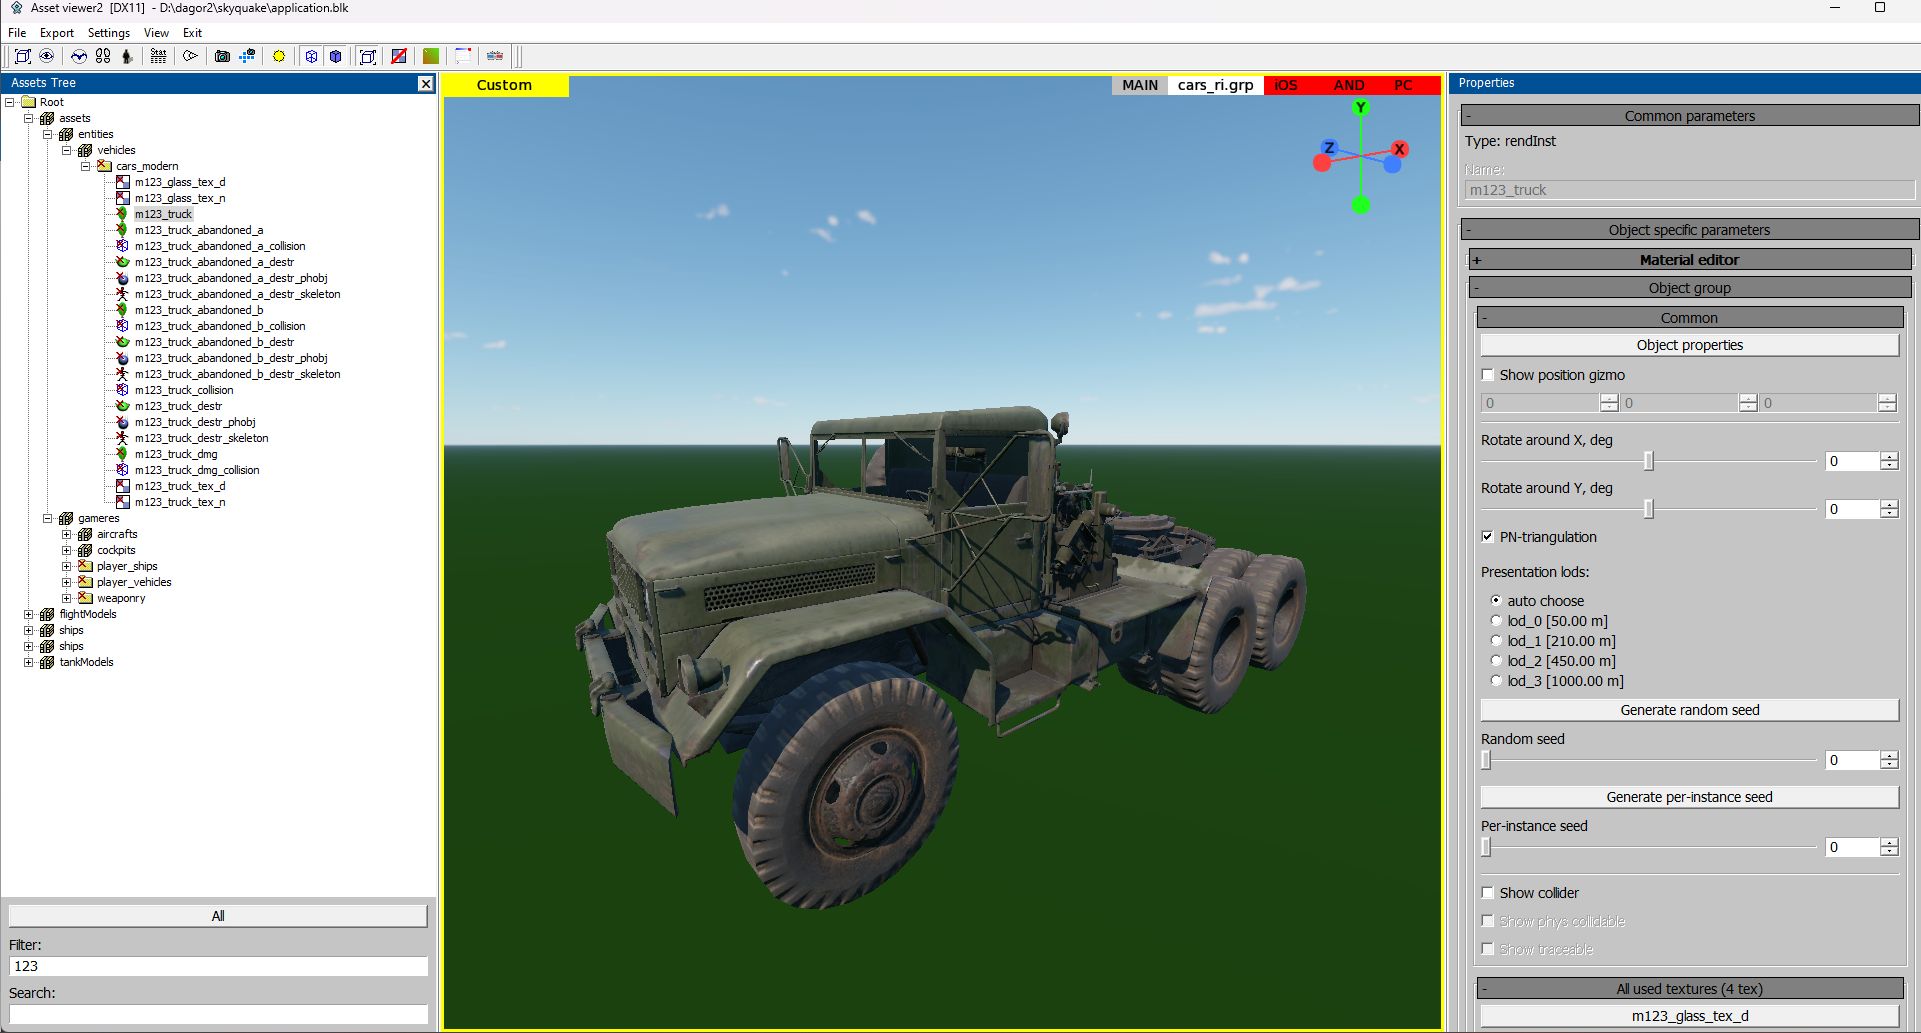 Asset viewer2 [DX11] - D:\dagor2\skyquake\application.blk
File Export Settings View Exit
Stat
Assets Tree
Root
assets
entities
vehicles
cars_modern
m123_glass_tex_d
m123_glass_tex_n
m123_truck
m123_truck_abandoned_a
m123_truck_abandoned_a_collision
m123_truck_abandoned_a_destr
m123_truck_abandoned_a_destr_phobj
m123_truck_abandoned_a_destr_skeleton
m123_truck_abandoned_b
m123_truck_abandoned_b_collision
m123_truck_abandoned_b_destr
m123_truck_abandoned_b_destr_phobj
m123_truck_abandoned_b_destr_skeleton
m123_truck_collision
m123_truck_destr
m123_truck_destr_phobj
m123_truck_destr_skeleton
m123_truck_dmg
m123_truck_dmg_collision
m123_truck_tex_d
m123_truck_tex_n
gameres
aircrafts
cockpits
player_ships
player_vehicles
weaponry
flightModels
ships
ships
tankModels
All
Filter:
123
Search:
Custom
MAIN cars_ri.grp iOS AND PC
Y
Z X
Properties
- Common parameters
Type: rendInst
Name:
m123_truck
- Object specific parameters
+ Material editor
- Object group
- Common
Object properties
Show position gizmo
0 0 0
Rotate around X, deg
0
Rotate around Y, deg
0
PN-triangulation
Presentation lods:
auto choose
lod_0 [50.00 m]
lod_1 [210.00 m]
lod_2 [450.00 m]
lod_3 [1000.00 m]
Generate random seed
Random seed
0
Generate per-instance seed
Per-instance seed
0
Show collider
Show phys collidable
Show traceable
- All used textures (4 tex)
m123_glass_tex_d